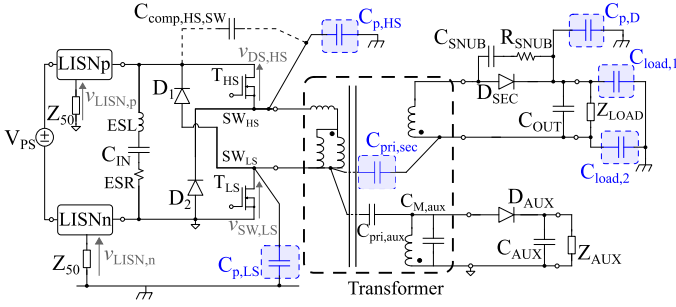 C_comp,HS,SW
C_p,HS
C_p,D
v_DS,HS
C_SNUB
R_SNUB
LISNp
D_1
T_HS
C_load,1
v_LISN,p
Z_50
ESL
SW_HS
D_SEC
C_OUT
Z_LOAD
V_PS
C_IN
SW_LS
C_pri,sec
ESR
D_2
T_LS
C_load,2
LISNn
v_SW,LS
C_M,aux
D_AUX
C_pri,aux
v_LISN,n
Z_50
C_p,LS
C_AUX
Z_AUX
Transformer